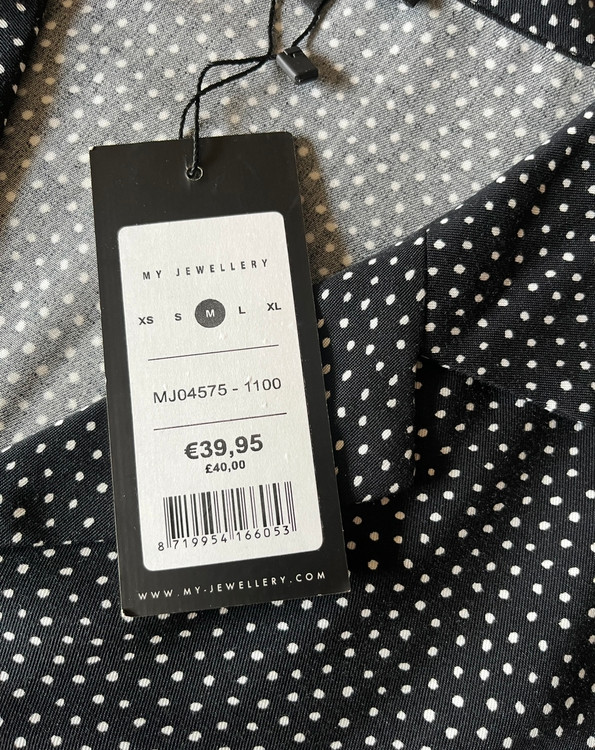 MY JEWELLERY
XS S M L XL
MJ04575 - 1100
€39,95
£40,00
8 719954 166053
WWW.MY-JEWELLERY.COM